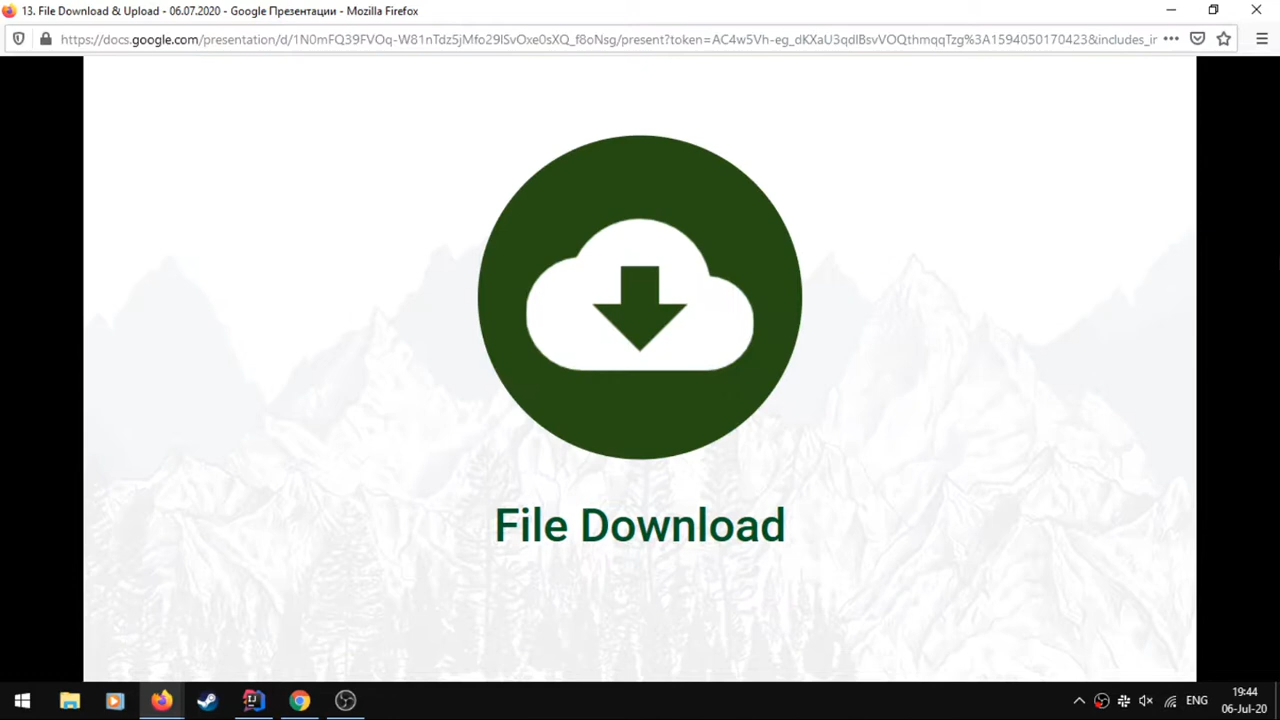 13. File Download & Upload - 06.07.2020 - Google Презентации - Mozilla Firefox
https://docs.google.com/presentation/d/1N0mFQ39FVOq-W81nTdz5jMfo29lSvOxe0sXQ_f8oNsg/present?token=AC4w5Vh-eg_dKXaU3qdlBsvVOQthmqqTzg%3A1594050170423&includes_ir
File Download
ENG
19:44
06-Jul-20